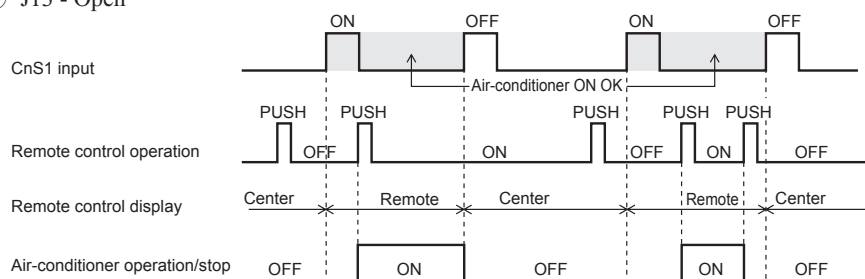 J13 - Open
ON OFF ON OFF
CnS1 input
Air-conditioner ON OK
PUSH PUSH PUSH PUSH PUSH
Remote control operation OFF ON OFF ON OFF
Remote control display Center Remote Center Remote Center
Air-conditioner operation/stop OFF ON OFF ON OFF